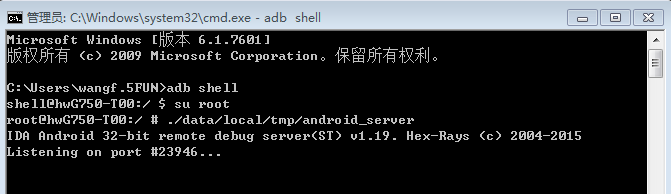 管理员: C:\Windows\system32\cmd.exe - adb  shell
Microsoft Windows [版本 6.1.7601]
版权所有 (c) 2009 Microsoft Corporation。保留所有权利。
C:\Users\wangf.5FUN>adb shell
shell@hwG750-T00:/ $ su root
root@hwG750-T00:/ # ./data/local/tmp/android_server
IDA Android 32-bit remote debug server(ST) v1.19. Hex-Rays (c) 2004-2015
Listening on port #23946...